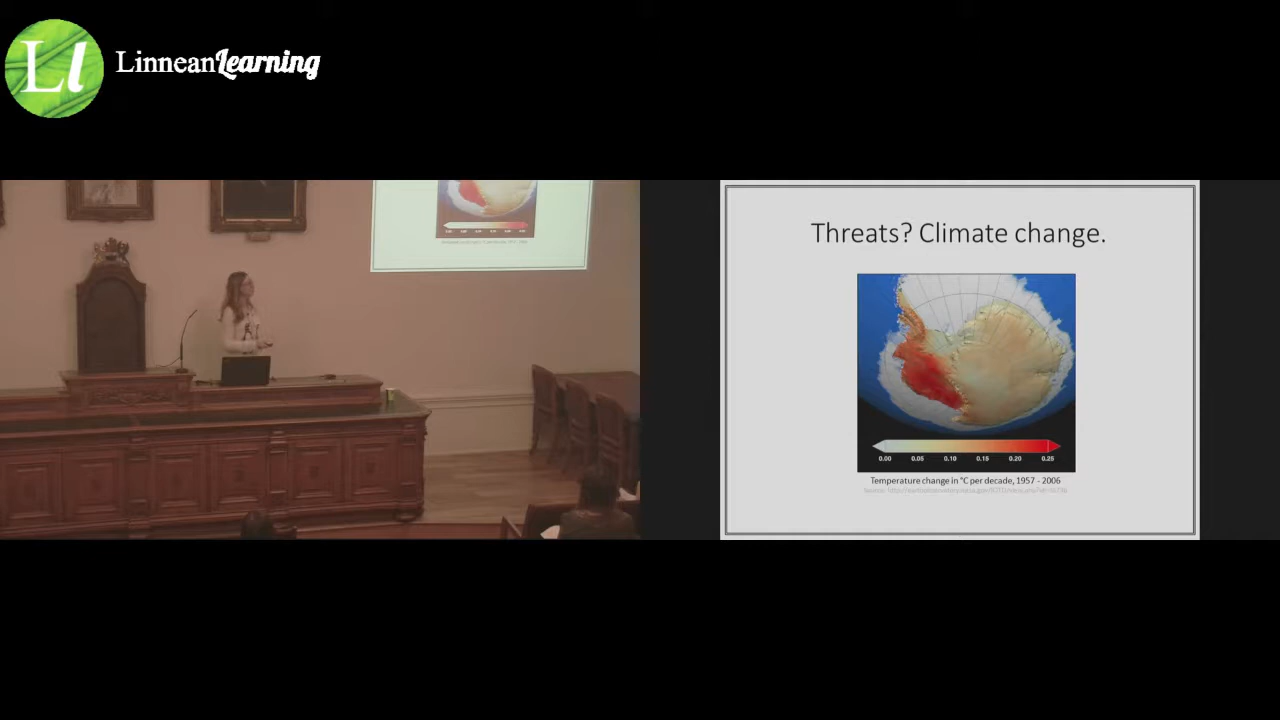 Ll
LinneanLearning
Threats? Climate change.
0.00 0.05 0.10 0.15 0.20 0.25
Temperature change in °C per decade, 1957 - 2006